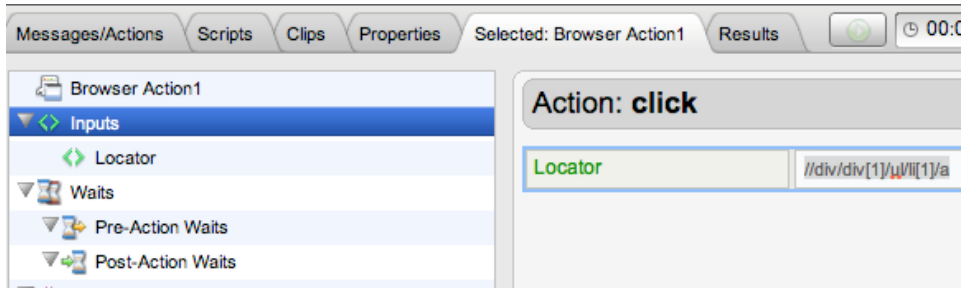 Messages/Actions Scripts Clips Properties Selected: Browser Action1 Results
Browser Action1
Inputs
Locator
Waits
Pre-Action Waits
Post-Action Waits
Action: click
Locator //div/div[1]/ul/li[1]/a